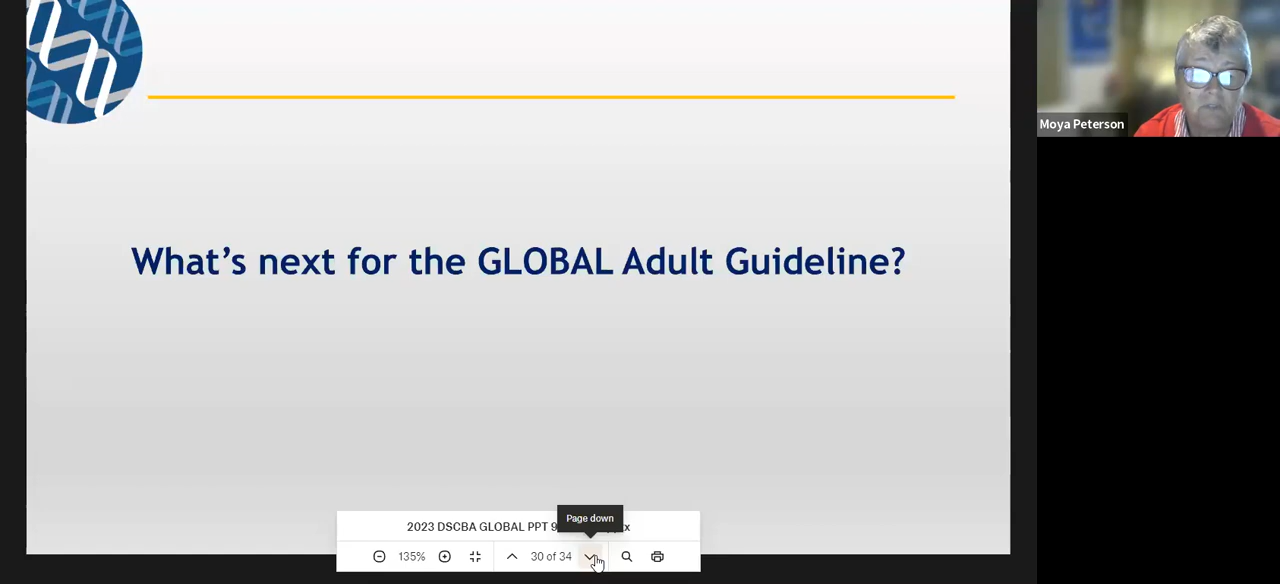 Moya Peterson
What's next for the GLOBAL Adult Guideline?
Page down
2023 DSCBA GLOBAL PPT
135%
30 of 34